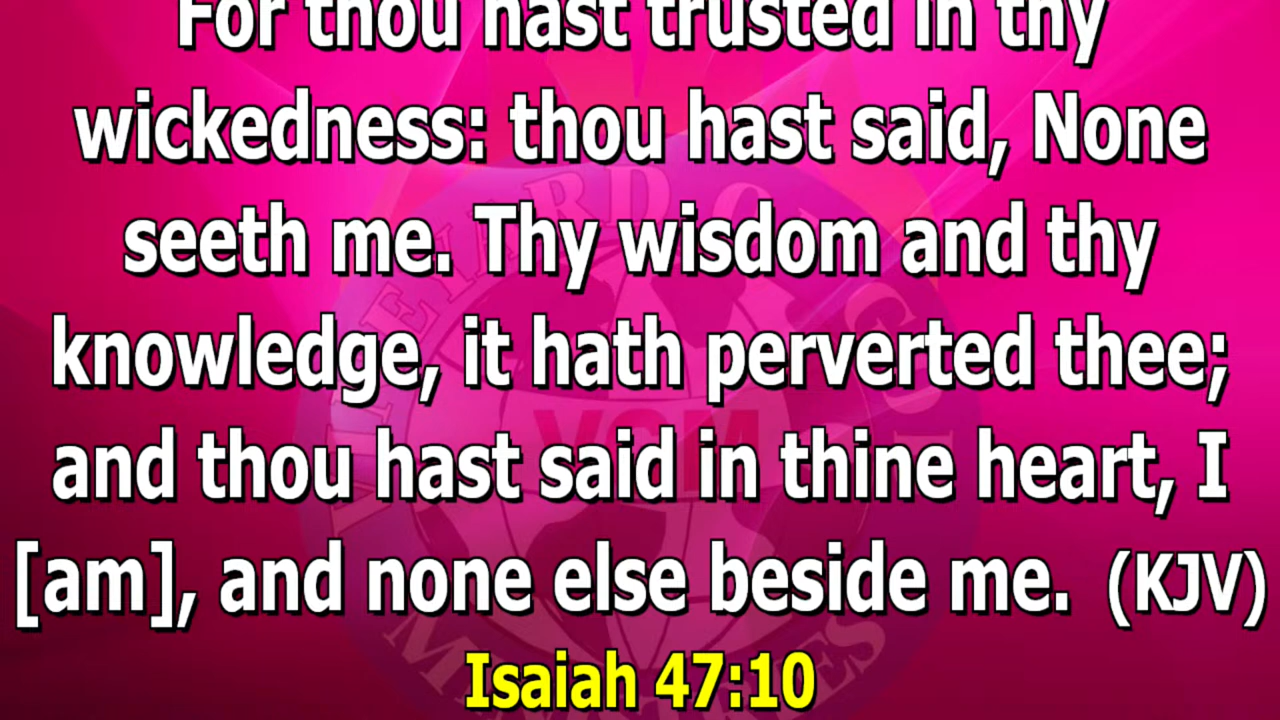 For thou hast trusted in thy
wickedness: thou hast said, None
seeth me. Thy wisdom and thy
knowledge, it hath perverted thee;
and thou hast said in thine heart, I
[am], and none else beside me. (KJV)
Isaiah 47:10